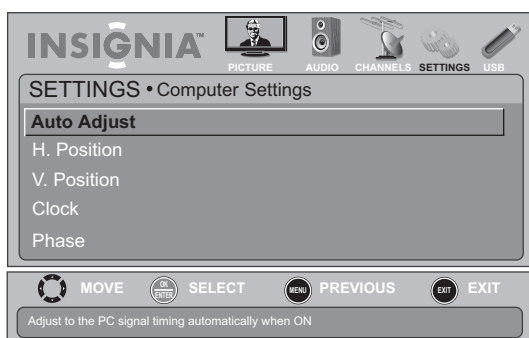 INSIGNIA™
PICTURE AUDIO CHANNELS SETTINGS USB
SETTINGS • Computer Settings
Auto Adjust
H. Position
V. Position
Clock
Phase
MOVE OK ENTER SELECT MENU PREVIOUS EXIT EXIT
Adjust to the PC signal timing automatically when ON